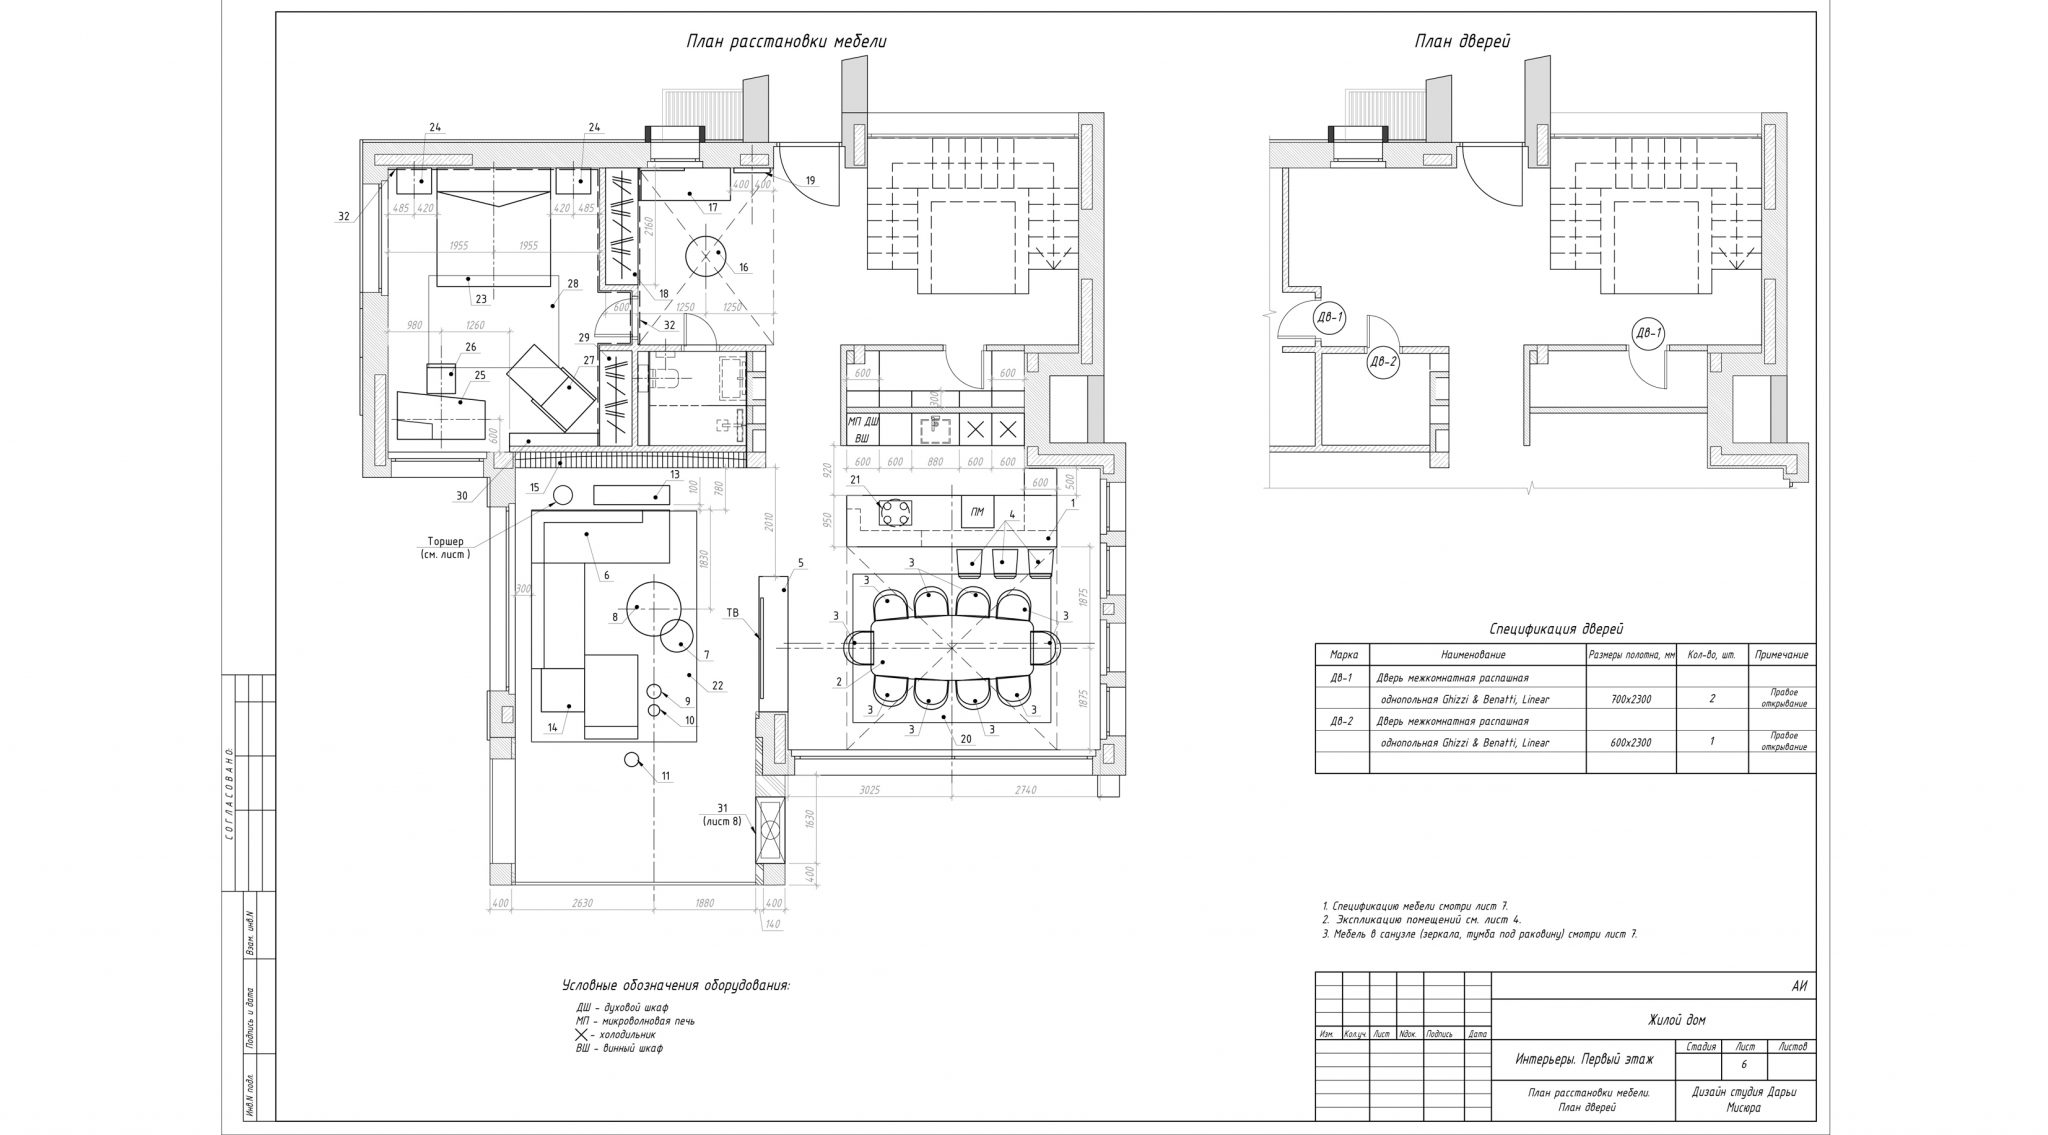 План расстановки мебели
План дверей
24
24
32
485
420
420
485
1955
1955
23
28
980
1260
26
25
27
29
600
30
15
2160
17
400
400
19
16
18
600
1250
1250
32
600
600
300
МП ДШ
ВШ
600
600
880
600
600
920
600
500
21
1
950
ПМ
4
13
100
780
2010
Торшер
(см. лист )
6
1830
300
8
7
22
9
10
14
11
5
ТВ
3
3
3
3
3
2
3
3
3
3
20
1875
1875
3025
2740
31
(лист 8)
1630
400
400
2630
1880
400
140
Дв-1
Дв-2
Дв-1
Спецификация дверей
Марка Наименование Размеры полотна, мм Кол-во, шт. Примечание
Дв-1 Дверь межкомнатная распашная
однопольная Ghizzi & Benatti, Linear 700х2300 2 Правое
открывание
Дв-2 Дверь межкомнатная распашная
однопольная Ghizzi & Benatti, Linear 600х2300 1 Правое
открывание
1. Спецификацию мебели смотри лист 7.
2. Экспликацию помещений см. лист 4.
3. Мебель в санузле (зеркала, тумба под раковину) смотри лист 7.
Условные обозначения оборудования:
ДШ - духовой шкаф
МП - микроволновая печь
- холодильник
ВШ - винный шкаф
СОГЛАСОВАНО:
Взам. инв.N
Подпись и дата
Инв.N подл.
АИ
Жилой дом
Изм. Кол.уч. Лист Nдок. Подпись Дата
Интерьеры. Первый этаж
Стадия Лист Листов
6
План расстановки мебели.
План дверей
Дизайн студия Дарьи
Мисюра